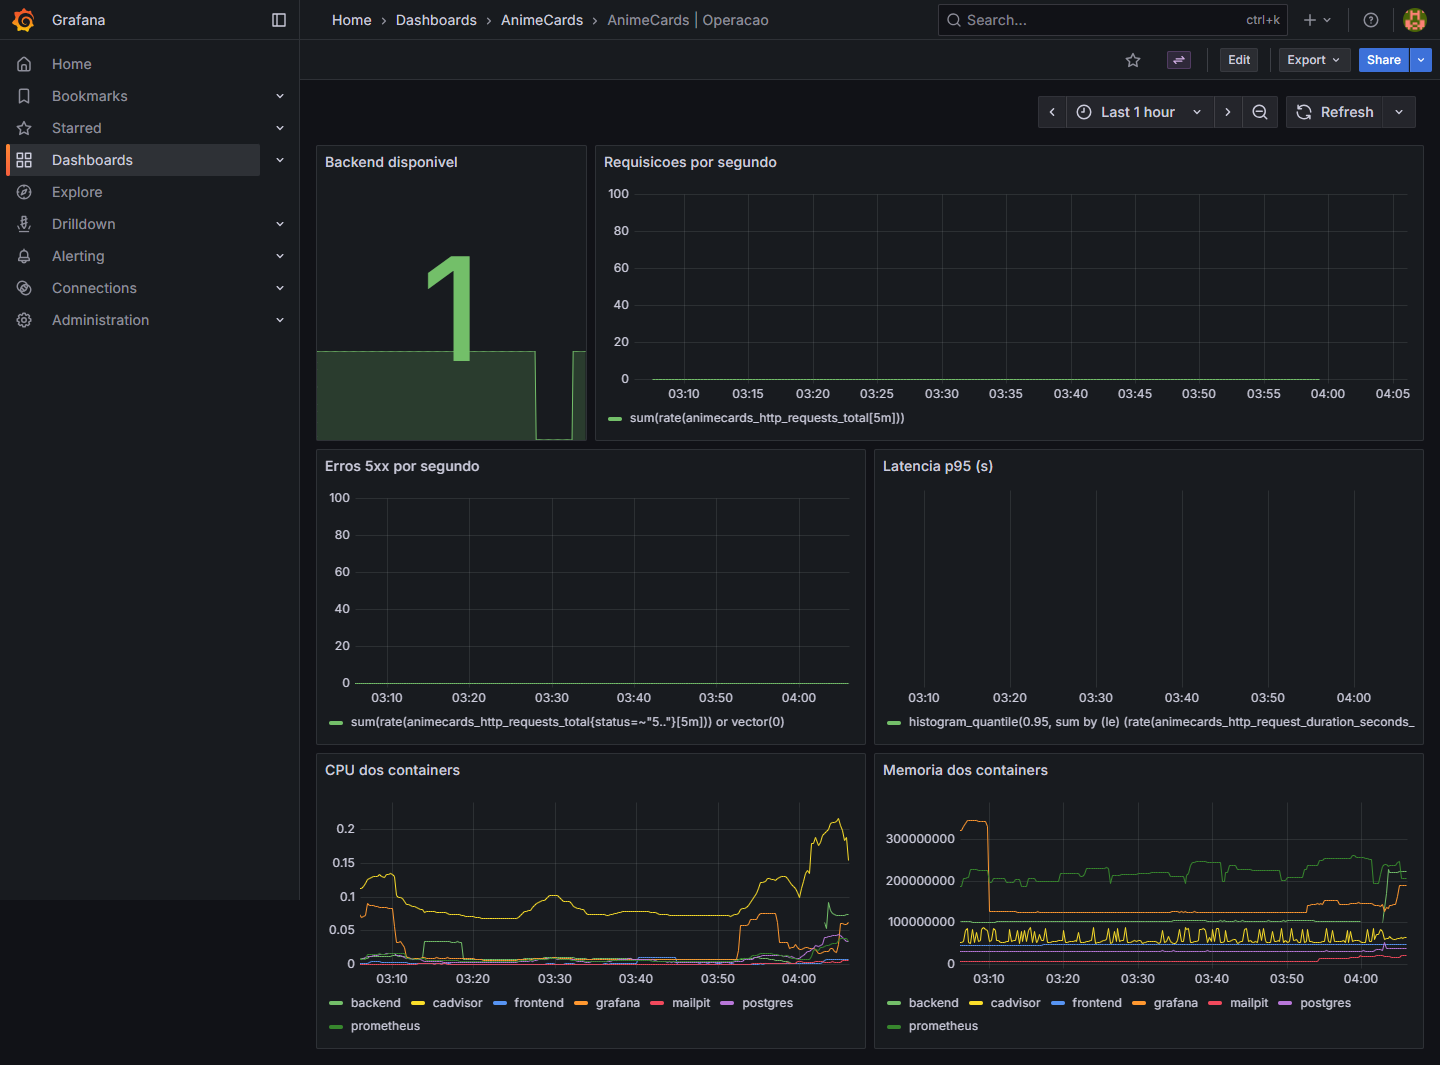 Grafana
Home › Dashboards › AnimeCards › AnimeCards | Operacao
Search...
ctrl+k
Home
Bookmarks
Starred
Dashboards
Explore
Drilldown
Alerting
Connections
Administration
Edit
Export
Share
Last 1 hour
Refresh
Backend disponivel
1
Requisicoes por segundo
100
80
60
40
20
0
03:10 03:15 03:20 03:25 03:30 03:35 03:40 03:45 03:50 03:55 04:00 04:05
sum(rate(animecards_http_requests_total[5m]))
Erros 5xx por segundo
100
80
60
40
20
0
03:10 03:20 03:30 03:40 03:50 04:00
sum(rate(animecards_http_requests_total{status=~"5.."}[5m])) or vector(0)
Latencia p95 (s)
03:10 03:20 03:30 03:40 03:50 04:00
histogram_quantile(0.95, sum by (le) (rate(animecards_http_request_duration_seconds_
CPU dos containers
0.2
0.15
0.1
0.05
0
03:10 03:20 03:30 03:40 03:50 04:00
backend cadvisor frontend grafana mailpit postgres
prometheus
Memoria dos containers
300000000
200000000
100000000
0
03:10 03:20 03:30 03:40 03:50 04:00
backend cadvisor frontend grafana mailpit postgres
prometheus